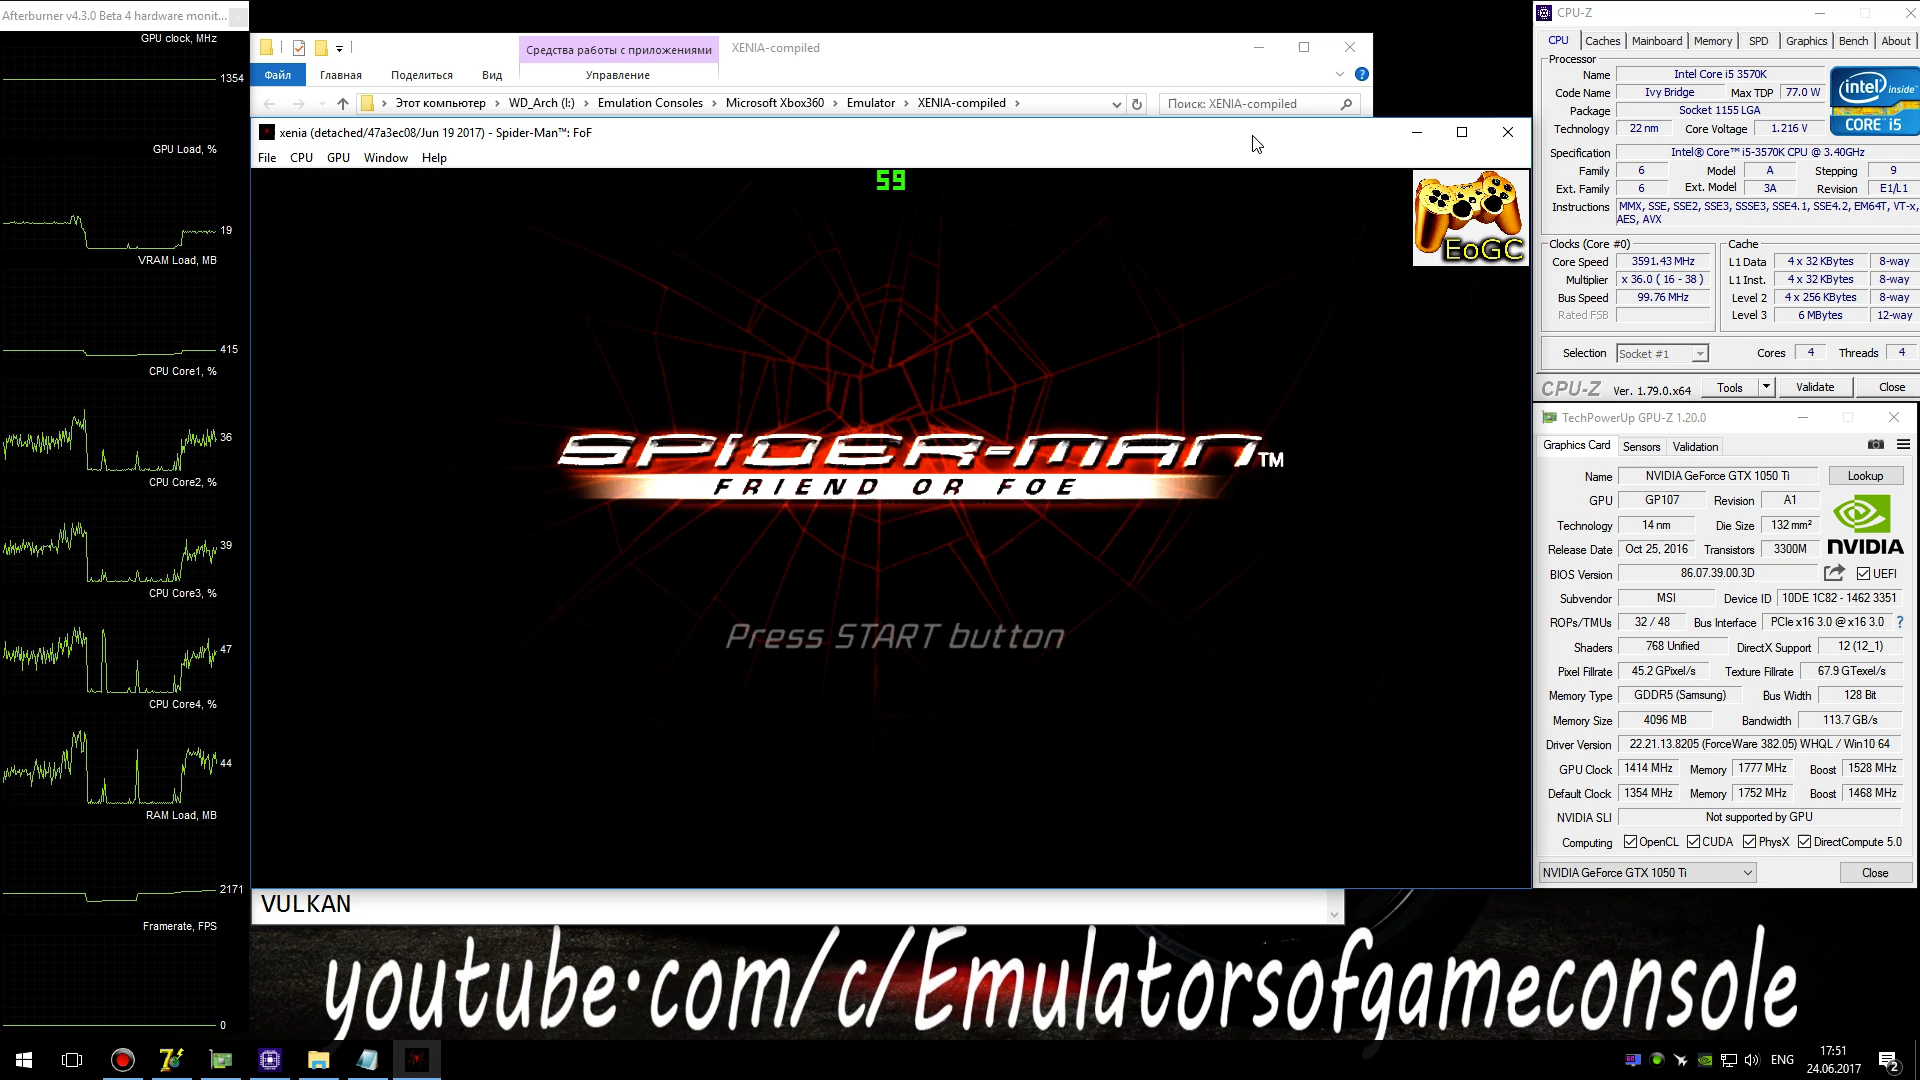 Afterburner v4.3.0 Beta 4 hardware monit...
GPU clock, MHz
1354
GPU Load, %
19
VRAM Load, MB
415
CPU Core1, %
36
CPU Core2, %
39
CPU Core3, %
47
CPU Core4, %
44
RAM Load, MB
2171
Framerate, FPS
0
Средства работы с приложениями XENIA-compiled
Файл Главная Поделиться Вид Управление
Этот компьютер WD_Arch (I:) Emulation Consoles Microsoft Xbox360 Emulator XENIA-compiled
Поиск: XENIA-compiled
xenia (detached/47a3ec08/Jun 19 2017) - Spider-Man™: FoF
File CPU GPU Window Help
59
EoGC
SPIDER-MAN™
FRIEND OR FOE
Press START button
VULKAN
youtube.com/c/Emulatorsofgameconsole
CPU-Z
CPU Caches Mainboard Memory SPD Graphics Bench About
Processor
Name Intel Core i5 3570K
Code Name Ivy Bridge Max TDP 77.0 W
Package Socket 1155 LGA
Technology 22 nm Core Voltage 1.216 V
intel inside™
CORE i5
Specification Intel® Core™ i5-3570K CPU @ 3.40GHz
Family 6 Model A Stepping 9
Ext. Family 6 Ext. Model 3A Revision E1/L1
Instructions MMX, SSE, SSE2, SSE3, SSSE3, SSE4.1, SSE4.2, EM64T, VT-x,
AES, AVX
Clocks (Core #0) Cache
Core Speed 3591.43 MHz L1 Data 4 x 32 KBytes 8-way
Multiplier x 36.0 ( 16 - 38 ) L1 Inst. 4 x 32 KBytes 8-way
Bus Speed 99.76 MHz Level 2 4 x 256 KBytes 8-way
Rated FSB Level 3 6 MBytes 12-way
Selection Socket #1 Cores 4 Threads 4
CPU-Z Ver. 1.79.0.x64 Tools Validate Close
TechPowerUp GPU-Z 1.20.0
Graphics Card Sensors Validation
Name NVIDIA GeForce GTX 1050 Ti Lookup
GPU GP107 Revision A1
Technology 14 nm Die Size 132 mm²
Release Date Oct 25, 2016 Transistors 3300M
NVIDIA
BIOS Version 86.07.39.00.3D UEFI
Subvendor MSI Device ID 10DE 1C82 - 1462 3351
ROPs/TMUs 32 / 48 Bus Interface PCIe x16 3.0 @ x16 3.0 ?
Shaders 768 Unified DirectX Support 12 (12_1)
Pixel Fillrate 45.2 GPixel/s Texture Fillrate 67.9 GTexel/s
Memory Type GDDR5 (Samsung) Bus Width 128 Bit
Memory Size 4096 MB Bandwidth 113.7 GB/s
Driver Version 22.21.13.8205 (ForceWare 382.05) WHQL / Win10 64
GPU Clock 1414 MHz Memory 1777 MHz Boost 1528 MHz
Default Clock 1354 MHz Memory 1752 MHz Boost 1468 MHz
NVIDIA SLI Not supported by GPU
Computing OpenCL CUDA PhysX DirectCompute 5.0
NVIDIA GeForce GTX 1050 Ti Close
ENG
17:51
24.06.2017
2